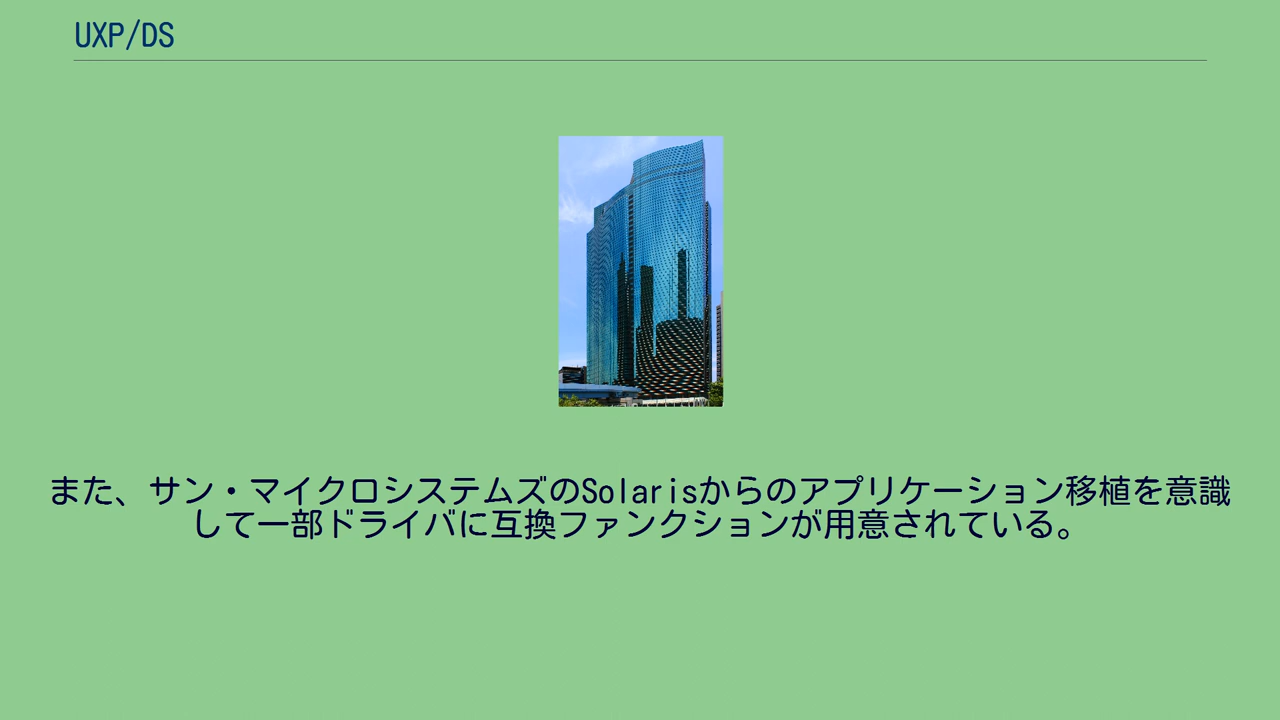 UXP/DS
また、サン・マイクロシステムズのSolarisからのアプリケーション移植を意識
して一部ドライバに互換ファンクションが用意されている。